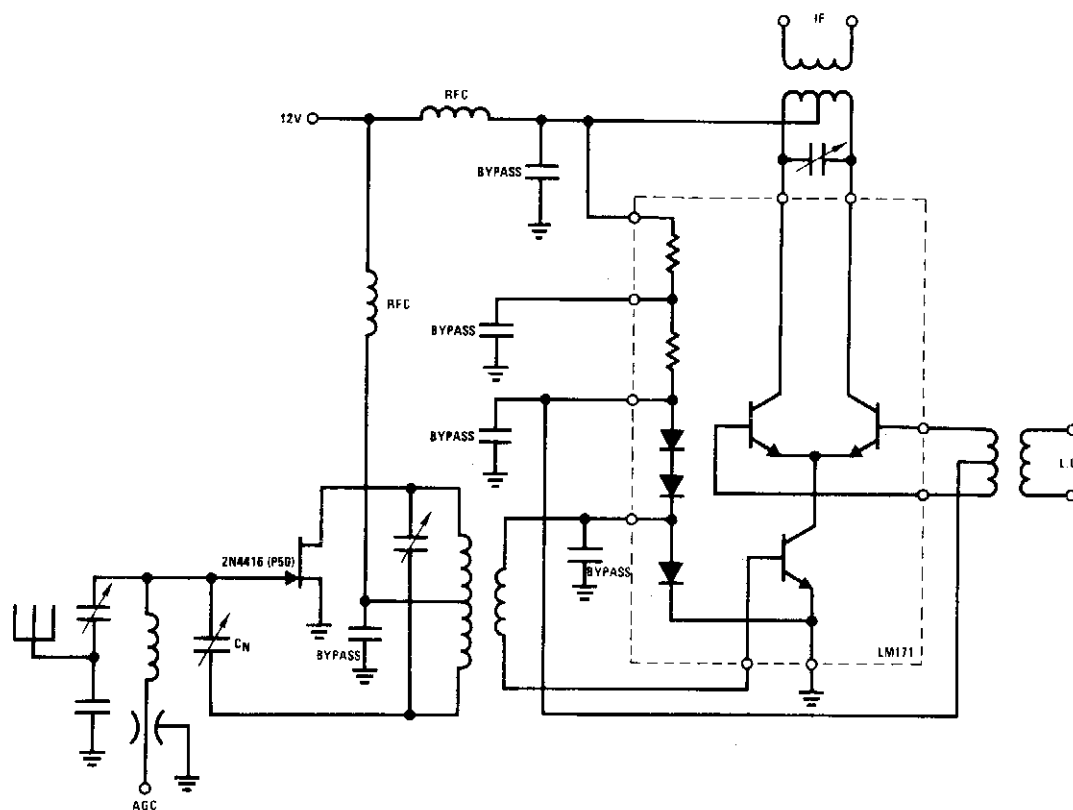 IF
RFC
12V
BYPASS
RFC
BYPASS
BYPASS
L.O
2N4416 (P50)
BYPASS
CN
BYPASS
LM171
AGC